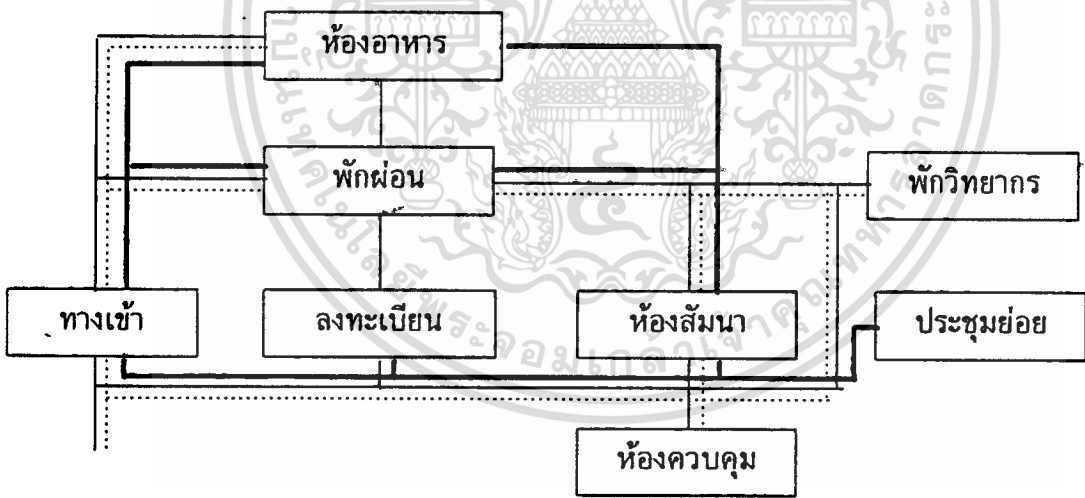 ห้องอาหาร
พักผ่อน
พักวิทยากร
ทางเข้า
ลงทะเบียน
ห้องสัมนา
ประชุมย่อย
ห้องควบคุม